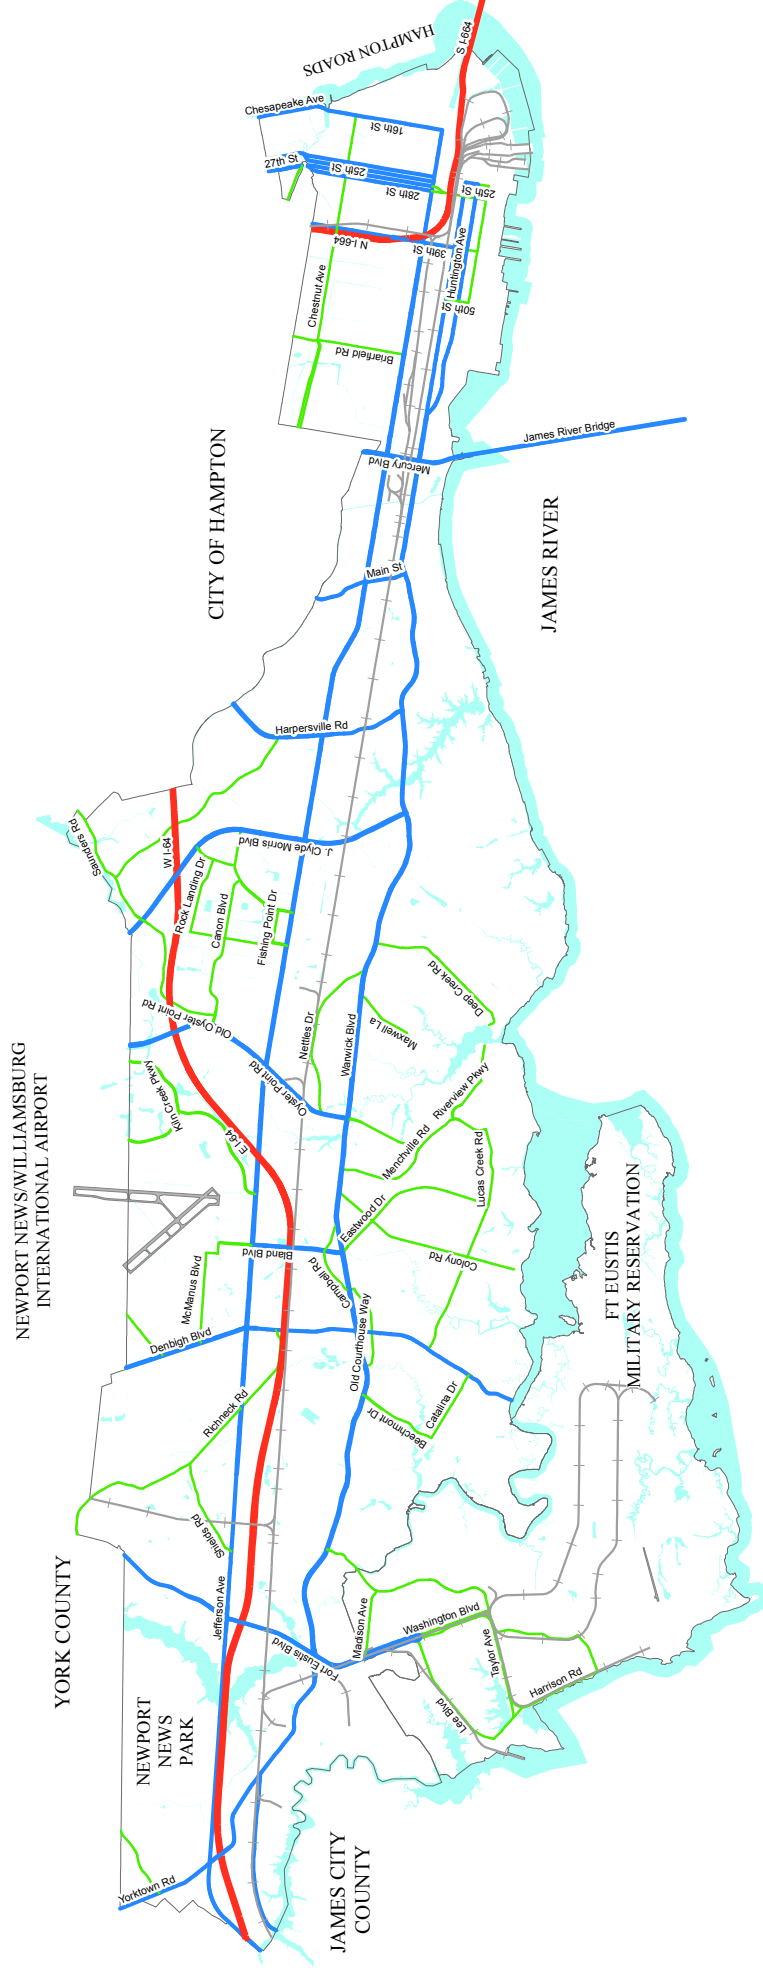 HAMPTON ROADS
S I-664
Chesapeake Ave
16th St
27th St
25th St
28th St
25th St
N I-664
39th St
Huntington Ave
50th St
Chestnut Ave
Briarfield Rd
James River Bridge
Mercury Blvd
CITY OF HAMPTON
JAMES RIVER
Main St
Harpersville Rd
Saunders Rd
W I-64
J. Clyde Morris Blvd
Rock Landing Dr
Canon Blvd
Fishing Point Dr
Old Oyster Point Rd
Deep Creek Rd
Nettles Dr
Warwick Blvd
Maxwell La
Oyster Point Rd
Kiln Creek Pkwy
E I-64
NEWPORT NEWS/WILLIAMSBURG
INTERNATIONAL AIRPORT
Riverview Pkwy
Menchville Rd
Lucas Creek Rd
Eastwood Dr
Colony Rd
Bland Blvd
McManus Blvd
Campbell Rd
FT EUSTIS
MILITARY RESERVATION
Denbigh Blvd
Old Courthouse Way
Richneck Rd
Beechmont Dr
Catalina Dr
Shields Rd
YORK COUNTY
Jefferson Ave
Fort Eustis Blvd
Madison Ave
Washington Blvd
Taylor Ave
Harrison Rd
Lee Blvd
NEWPORT
NEWS
PARK
JAMES CITY
COUNTY
Yorktown Rd